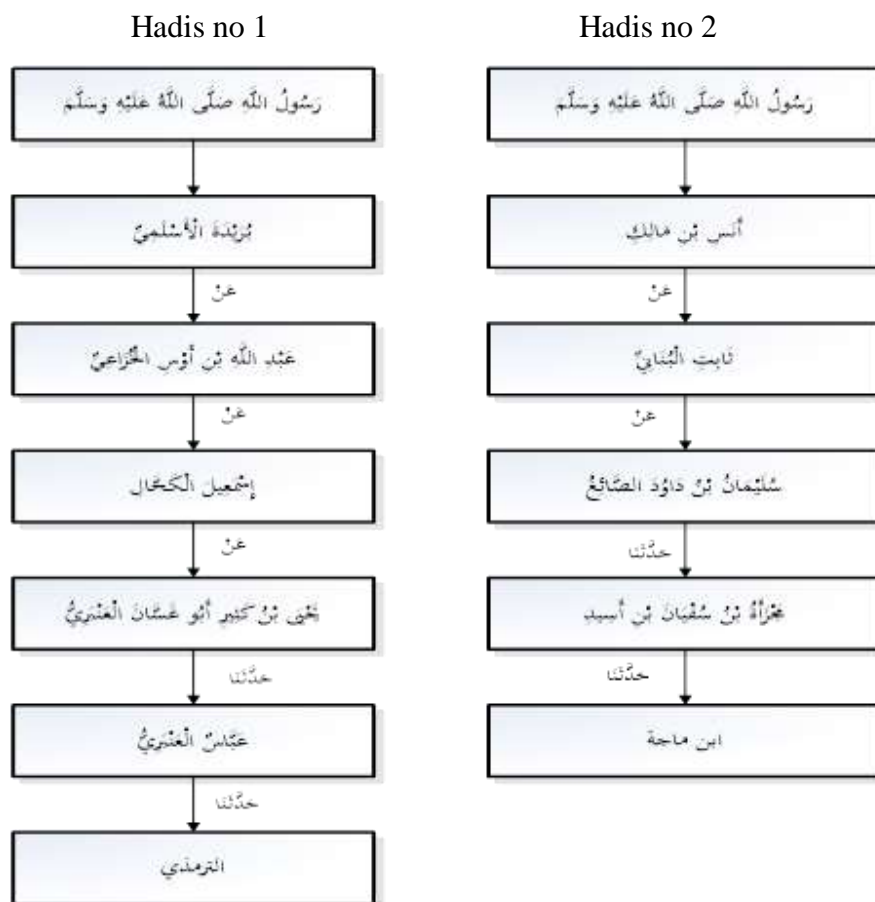 Hadis no 1
رَسُولُ اللَّهِ صَلَّى اللَّهُ عَلَيْهِ وَسَلَّمَ
بُرَيْدَةَ الْأَسْلَمِيِّ
عَنْ
عَبْدِ اللَّهِ بْنِ أَوْسٍ الْخُزَاعِيِّ
عَنْ
إِسْمَعِيلَ الْكَحَّالِ
عَنْ
يَحْيَى بْنُ كَثِيرٍ أَبُو غَسَّانَ الْعَنْبَرِيُّ
حَدَّثَنَا
عَبَّاسٌ الْعَنْبَرِيُّ
حَدَّثَنَا
الترمذي
Hadis no 2
رَسُولُ اللَّهِ صَلَّى اللَّهُ عَلَيْهِ وَسَلَّمَ
أَنَسِ بْنِ مَالِكٍ
عَنْ
ثَابِتٍ الْبُنَانِيِّ
عَنْ
سُلَيْمَانُ بْنُ دَاوُدَ الصَّائِغُ
حَدَّثَنَا
مَجْزَأَةُ بْنُ سُفْيَانَ بْنِ أَسِيدٍ
حَدَّثَنَا
ابن ماجة